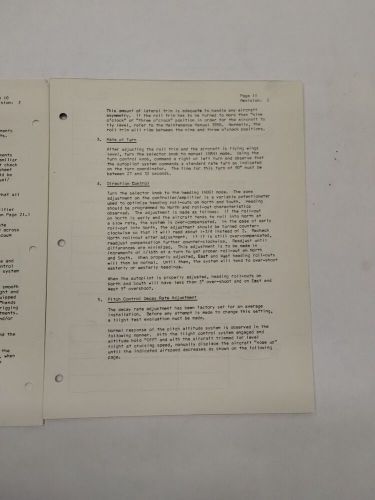 Page 11
Revision: 2
This amount of lateral trim is adequate to handle any aircraft
asymmetry. If the roll trim has to be turned to more than "nine
o'clock" or "three o'clock" position in order for the aircraft to
fly level, refer to the Maintenance Manual. Normally, the
roll trim will trim between the nine and three o'clock positions.
3. Rate of Turn
After adjusting the roll trim and the aircraft is flying wings
level, turn the selector knob to manual (MAN) mode. Using the
turn control knob, command a right or left turn and observe that
the autopilot system commands a standard rate turn as indicated
on the turn coordinator. The time for this turn of 90° must be
between 27 and 33 seconds.
4. Direction Control
Turn the selector knob to the heading (HDG) mode. The some
adjustment on the controller/amplifier is a variable potentiometer
used to optimize heading roll-outs on North and South. Heading
should be programmed to North and roll-out characteristics
observed. The adjustment is made as follows: If the rollout
on North is early and the aircraft tends to roll into North at
a slow rate, the system is over-compensated. In the case of early
rollout into North, the adjustment should be turned counter-
clockwise so that it will read about 1-1/2 instead of 2. Recheck
North rollout after adjustment. If it is still over-compensated,
readjust compensation further counterclockwise. Readjust until
differences are minimized. This adjustment is to be made in
increments of 1/16th of a turn to get proper rollout to North
and South. When properly adjusted, East and West heading rollouts
will then be normal. Until then, the system will tend to over-shoot
easterly or westerly headings.
When the autopilot is properly adjusted, heading roll-outs on
North and South will have less than 3° over-shoot and on East and
West 5° overshoot.
5. Pitch Control Decay Rate Adjustment
The decay rate adjustment has been factory set for an average
installation. Before any attempt is made to change this setting,
a flight test evaluation must be made.
Normal response of the pitch attitude system is observed in the
following manner. With the flight control system engaged and
altitude hold "OFF" and with the aircraft trimmed for level
flight at cruising speed, manually displace the aircraft "nose up"
until the indicated airspeed decreases as shown on the following
page.